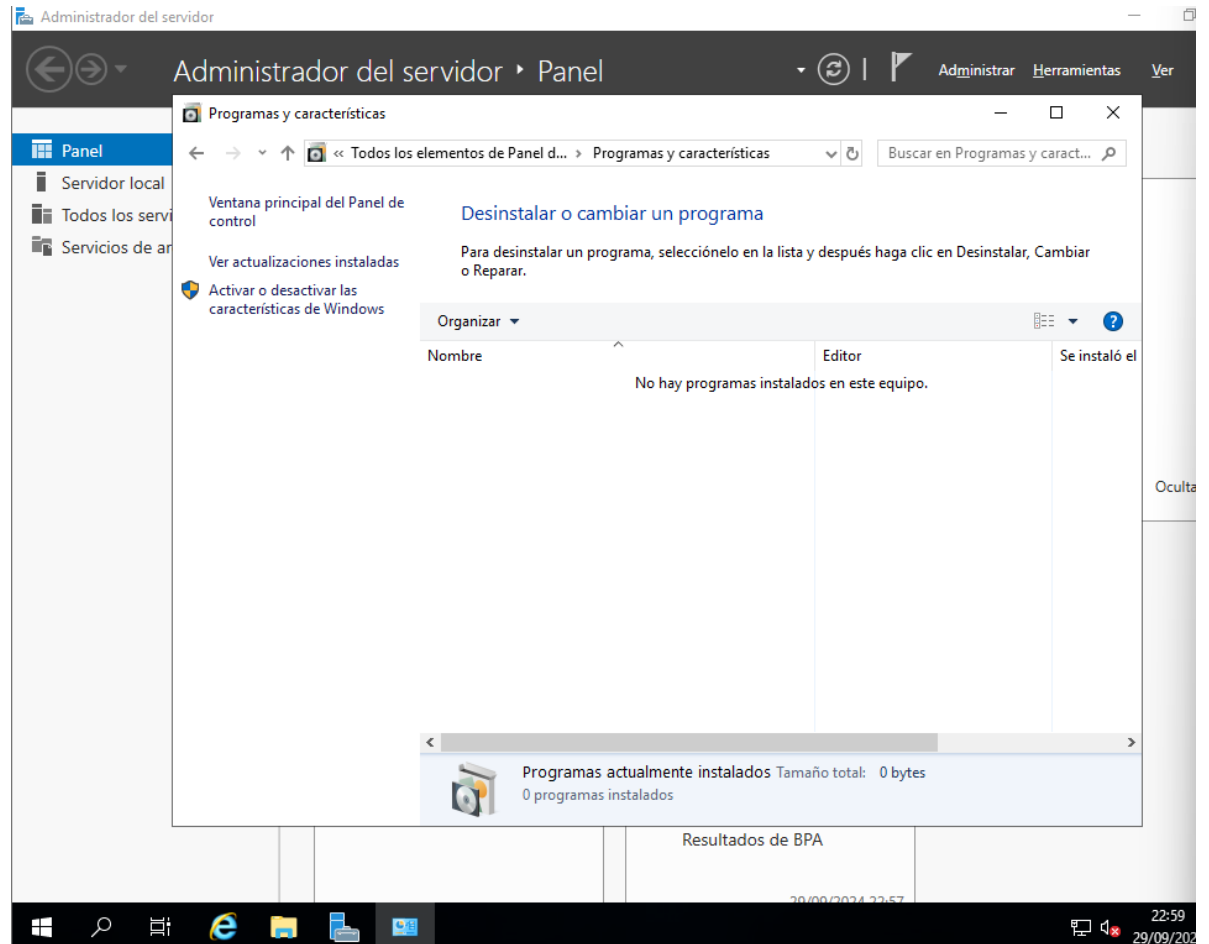 Administrador del servidor
Administrador del servidor ‣ Panel
Administrar Herramientas Ver
Panel
Servidor local
Todos los servi
Servicios de ar
Programas y características
« Todos los elementos de Panel d... › Programas y características
Buscar en Programas y caract...
Ventana principal del Panel de
control
Ver actualizaciones instaladas
Activar o desactivar las
características de Windows
Desinstalar o cambiar un programa
Para desinstalar un programa, selecciónelo en la lista y después haga clic en Desinstalar, Cambiar
o Reparar.
Organizar
Nombre Editor Se instaló el
No hay programas instalados en este equipo.
Programas actualmente instalados Tamaño total: 0 bytes
0 programas instalados
Oculta
Resultados de BPA
29/09/2024 22:57
22:59
29/09/202